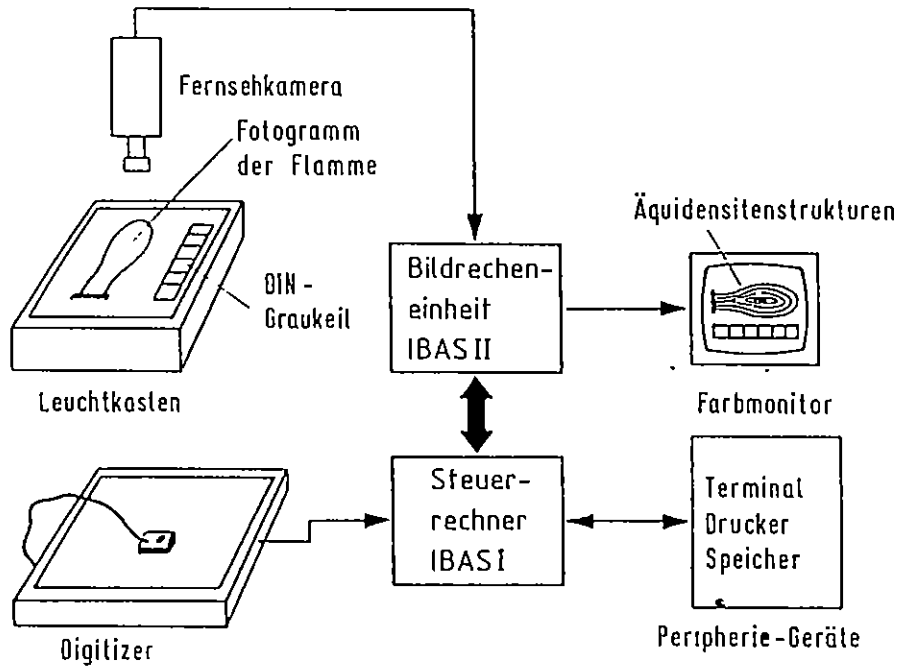 Fernsehkamera
Fotogramm
der Flamme
DIN-
Graukeil
Leuchtkasten
Bildrechen-
einheit
IBAS II
Äquidensitenstrukturen
Farbmonitor
Steuer-
rechner
IBAS I
Terminal
Drucker
Speicher
Peripherie-Geräte
Digitizer